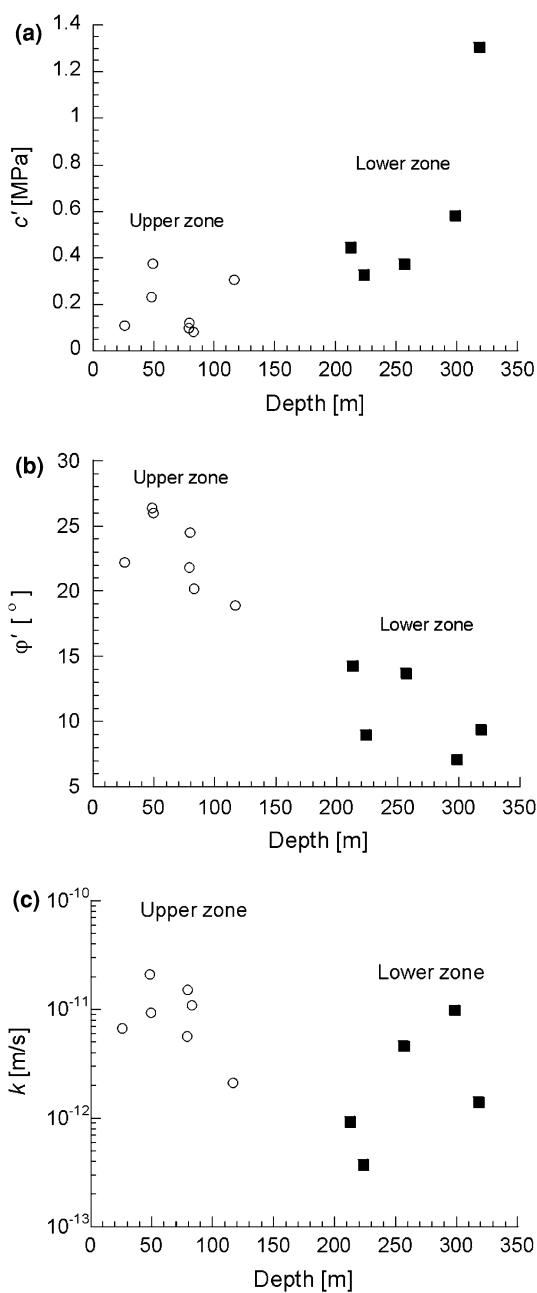 (a)
1.4
1.2
1
0.8
0.6
0.4
0.2
0
c' [MPa]
Upper zone
Lower zone
0 50 100 150 200 250 300 350
Depth [m]
(b)
30
25
20
15
10
5
φ' [°]
Upper zone
Lower zone
0 50 100 150 200 250 300 350
Depth [m]
(c)
10-10
10-11
10-12
10-13
k [m/s]
Upper zone
Lower zone
0 50 100 150 200 250 300 350
Depth [m]